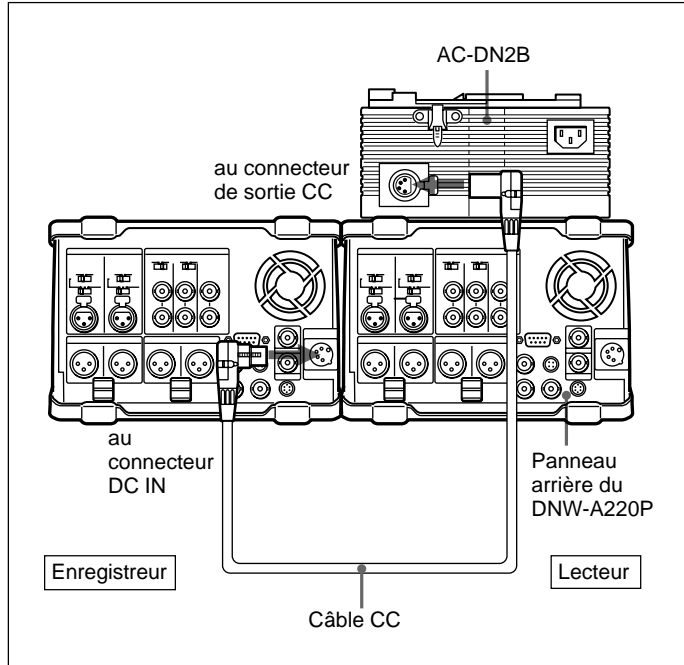 AC-DN2B
au connecteur
de sortie CC
au
connecteur
DC IN
Panneau
arrière du
DNW-A220P
Enregistreur
Lecteur
Câble CC